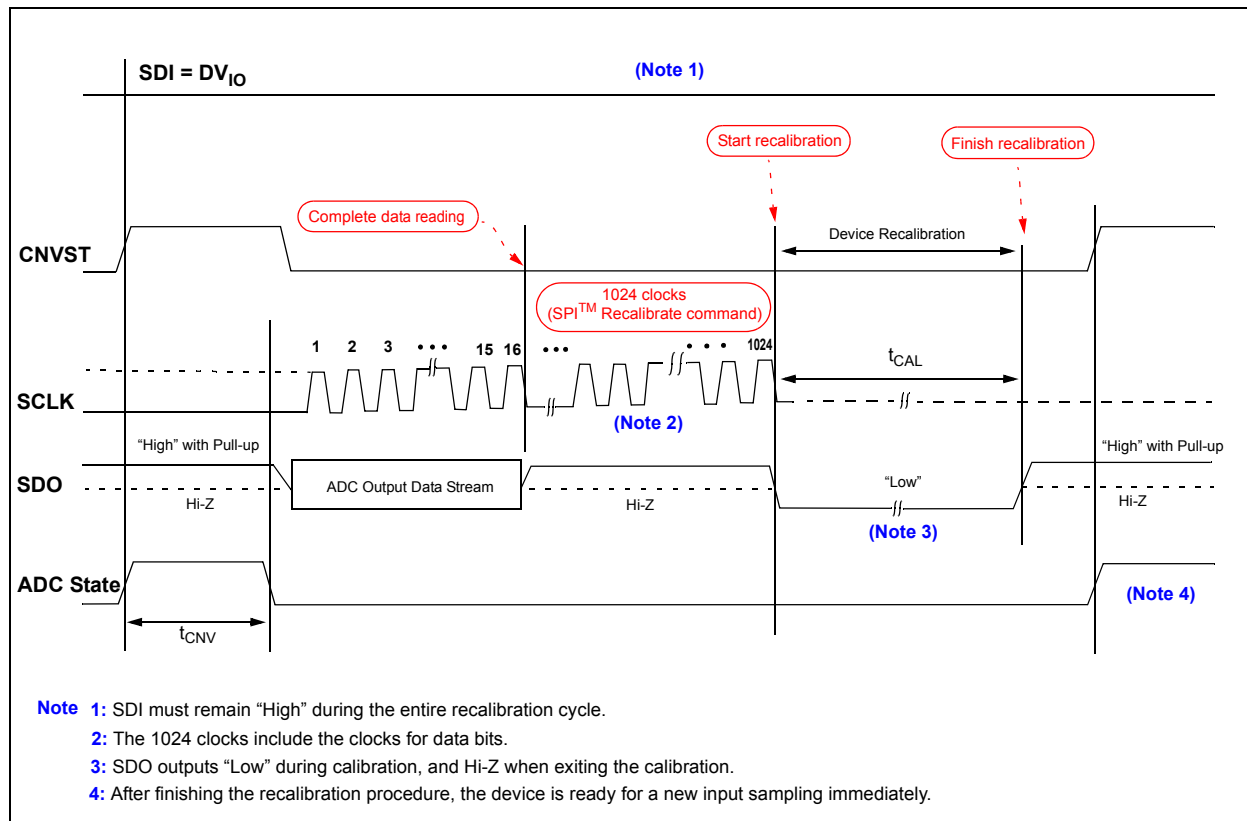 SDI = DVIO
(Note 1)
Start recalibration
Finish recalibration
Complete data reading
Device Recalibration
CNVST
1024 clocks
(SPI™ Recalibrate command)
1 2 3 • • • 15 16 • • • • • • 1024
tCAL
SCLK
(Note 2)
“High” with Pull-up
“High” with Pull-up
SDO
ADC Output Data Stream
“Low”
Hi-Z
Hi-Z
Hi-Z
(Note 3)
ADC State
(Note 4)
tCNV
Note 1: SDI must remain “High” during the entire recalibration cycle.
2: The 1024 clocks include the clocks for data bits.
3: SDO outputs “Low” during calibration, and Hi-Z when exiting the calibration.
4: After finishing the recalibration procedure, the device is ready for a new input sampling immediately.